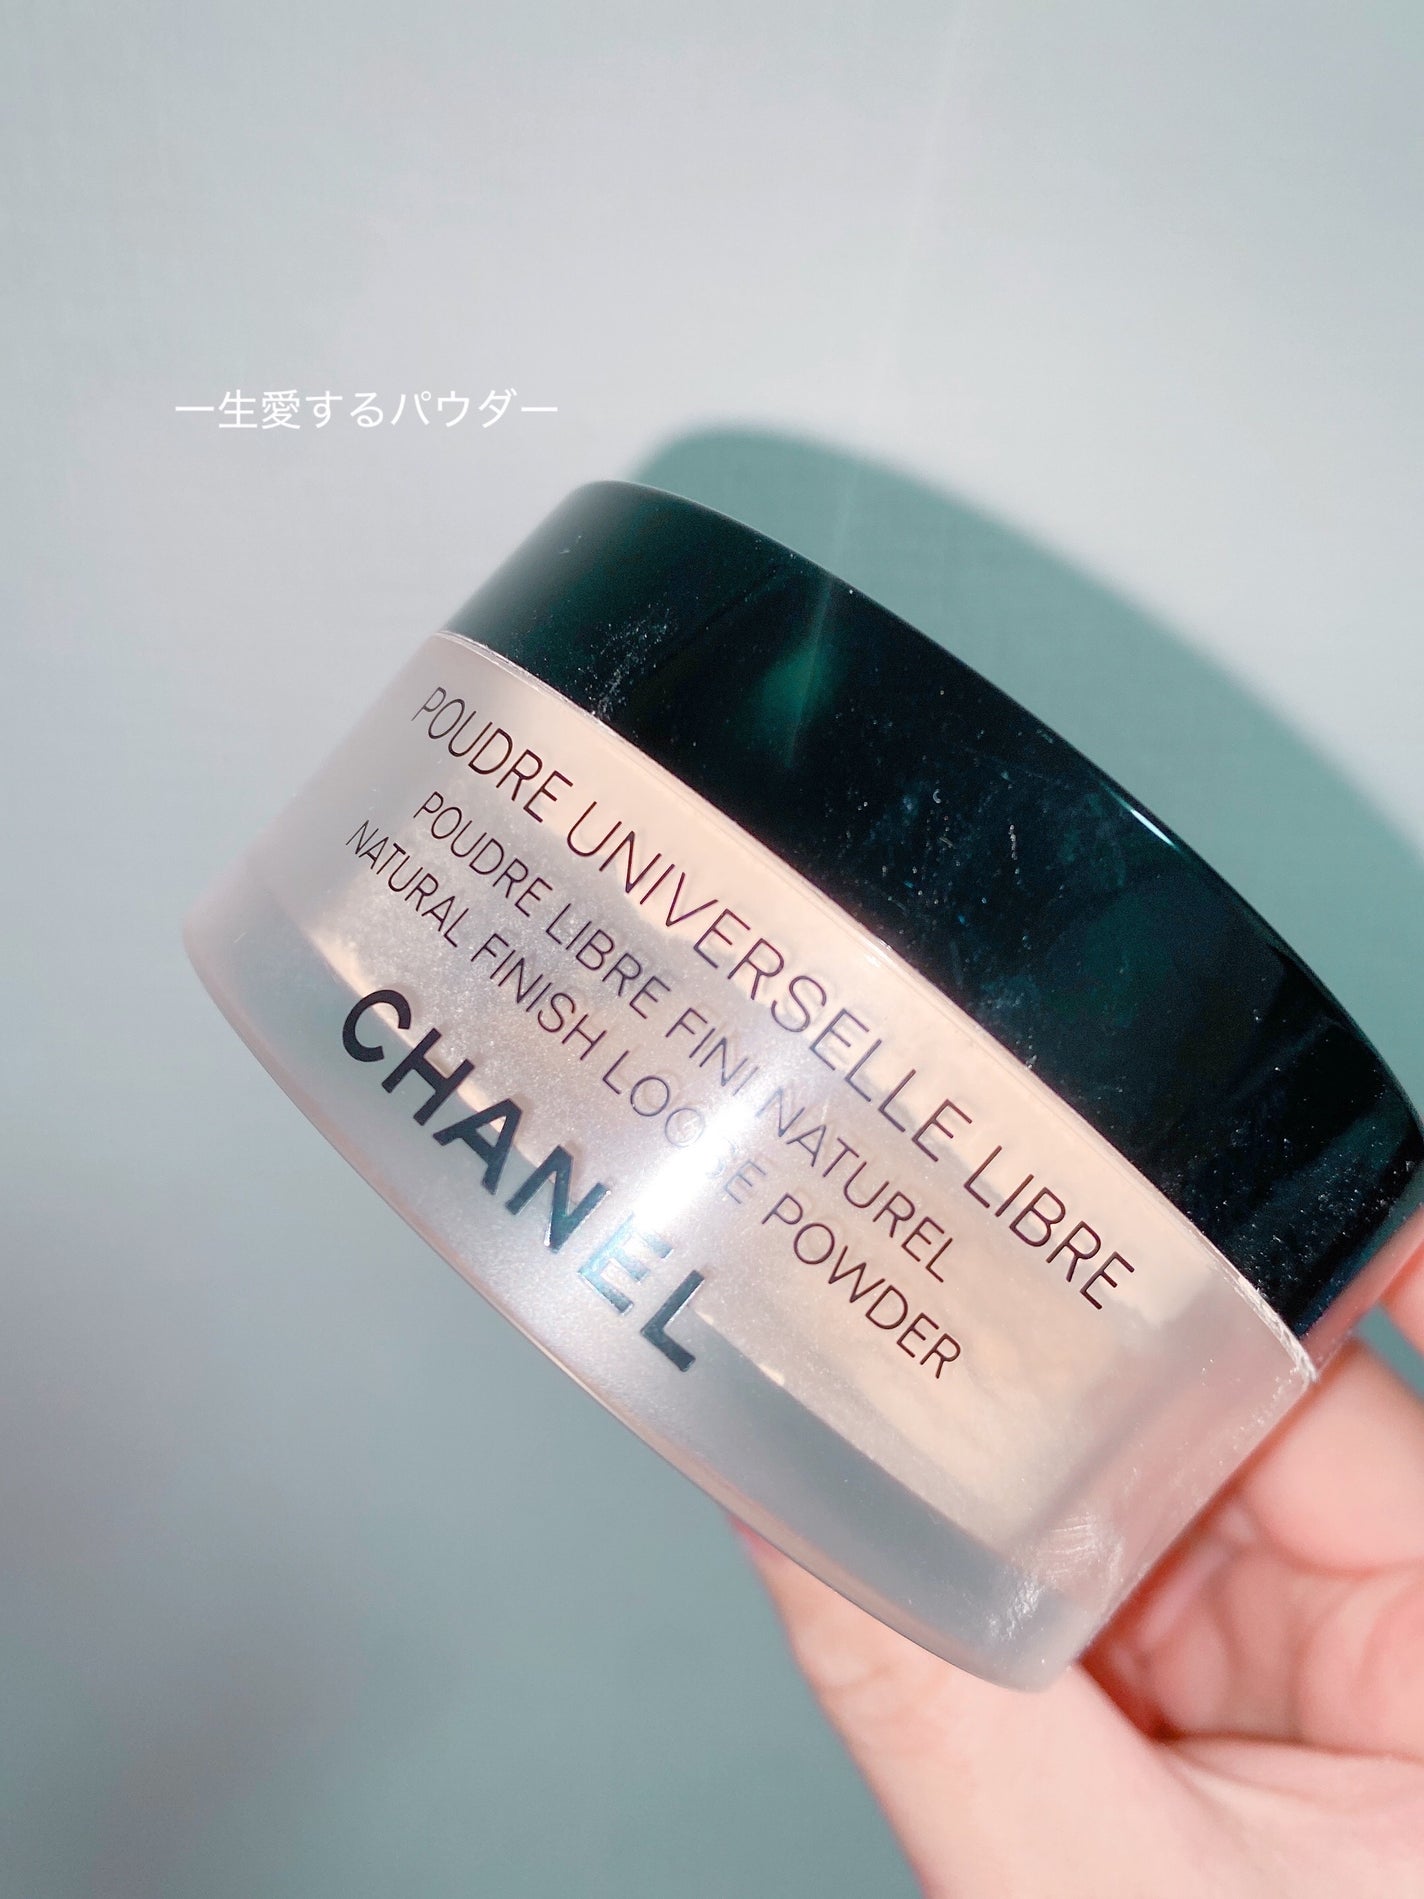 一生愛するパウダー
POUDRE UNIVERSELLE LIBRE
POUDRE LIBRE FINI NATUREL
NATURAL FINISH LOOSE POWDER
CHANEL